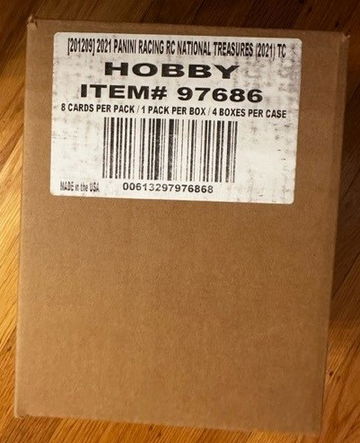 [201209] 2021 PANINI RACING RC NATIONAL TREASURES (2021) TC
HOBBY
ITEM# 97686
8 CARDS PER PACK / 1 PACK PER BOX / 4 BOXES PER CASE
MADE in the USA 00613297976868